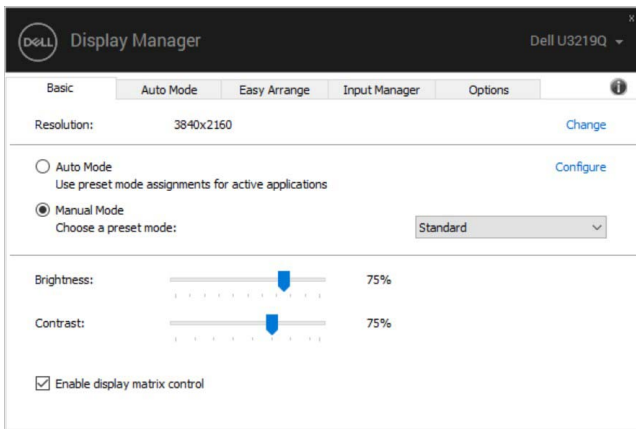 x
DELL Display Manager Dell U3219Q
Basic Auto Mode Easy Arrange Input Manager Options i
Resolution: 3840x2160 Change
Auto Mode Configure
Use preset mode assignments for active applications
Manual Mode
Choose a preset mode: Standard
Brightness: 75%
Contrast: 75%
Enable display matrix control